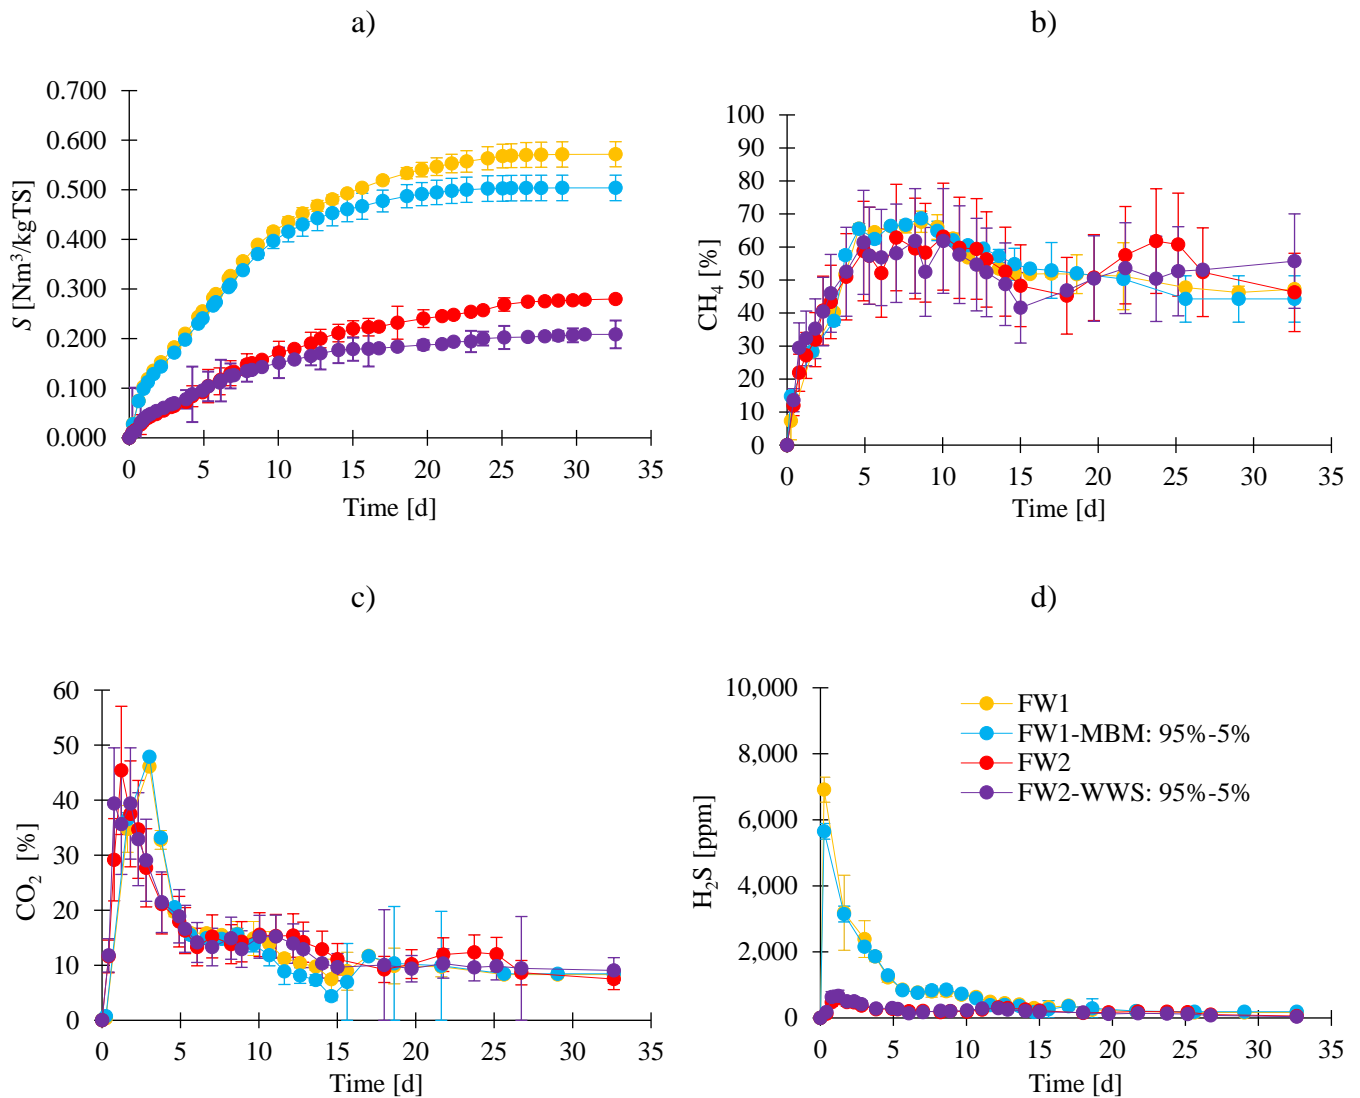 a)
S [Nm³/kgTS]
0.700
0.600
0.500
0.400
0.300
0.200
0.100
0.000
0 5 10 15 20 25 30 35
Time [d]
b)
CH₄ [%]
100
90
80
70
60
50
40
30
20
10
0
0 5 10 15 20 25 30 35
Time [d]
c)
CO₂ [%]
60
50
40
30
20
10
0
0 5 10 15 20 25 30 35
Time [d]
d)
H₂S [ppm]
10,000
8,000
6,000
4,000
2,000
0
0 5 10 15 20 25 30 35
Time [d]
FW1
FW1-MBM: 95%-5%
FW2
FW2-WWS: 95%-5%